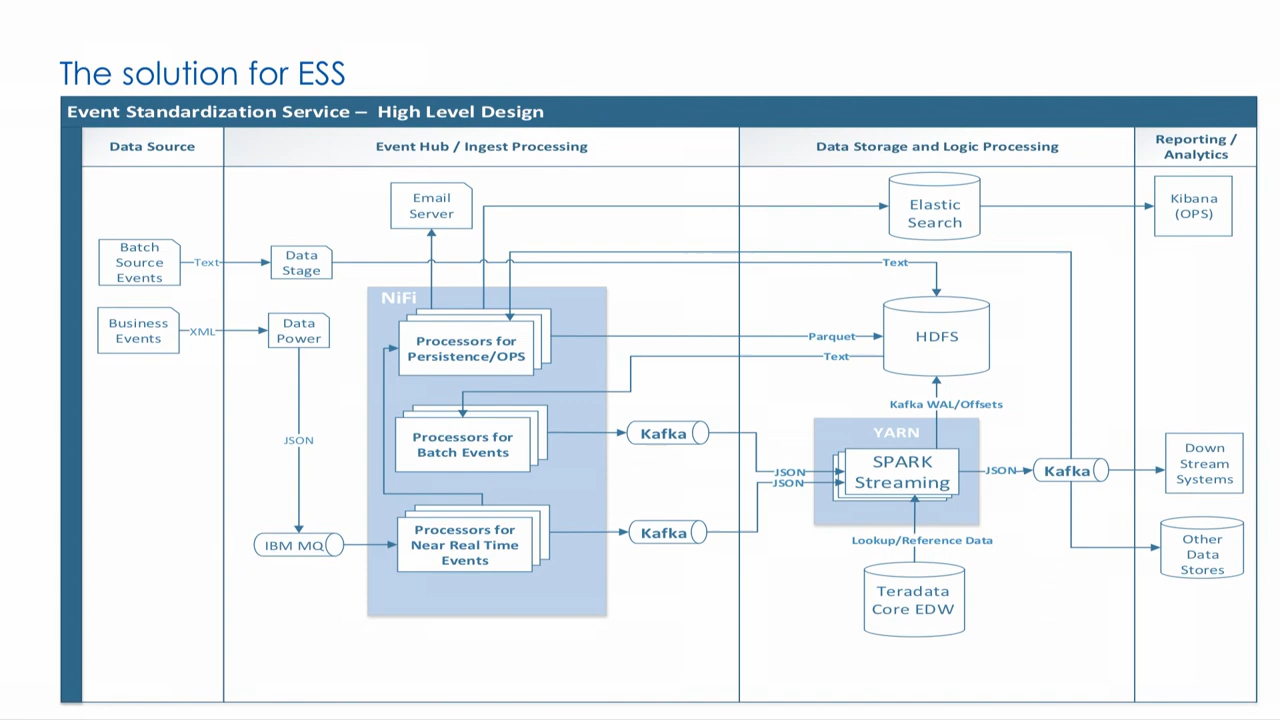 The solution for ESS
Event Standardization Service – High Level Design
Data Source
Event Hub / Ingest Processing
Data Storage and Logic Processing
Reporting /
Analytics
Email
Server
Elastic
Search
Kibana
(OPS)
Batch
Source
Events
Text
Data
Stage
Text
NiFi
Business
Events
XML
Data
Power
Processors for
Persistence/OPS
Parquet
Text
HDFS
Kafka WAL/Offsets
JSON
Processors for
Batch Events
Kafka
YARN
SPARK
Streaming
JSON
JSON
JSON
Kafka
Down
Stream
Systems
IBM MQ
Processors for
Near Real Time
Events
Kafka
Lookup/Reference Data
Other
Data
Stores
Teradata
Core EDW